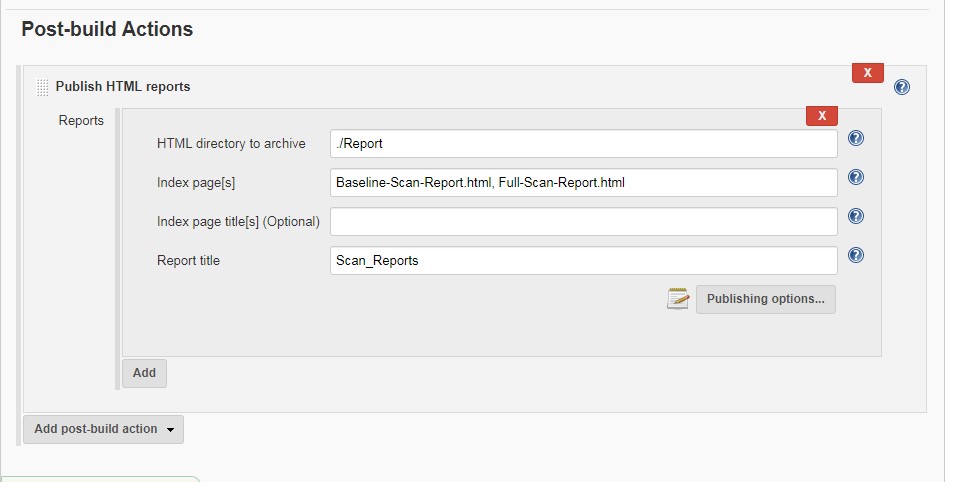 Post-build Actions
X
Publish HTML reports
?
Reports
X
HTML directory to archive ./Report ?
Index page[s] Baseline-Scan-Report.html, Full-Scan-Report.html ?
Index page title[s] (Optional) ?
Report title Scan_Reports ?
Publishing options...
Add
Add post-build action